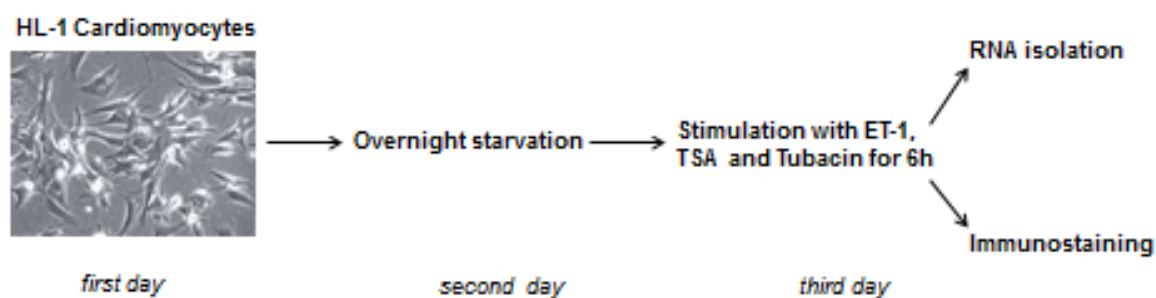 HL-1 Cardiomyocytes
RNA isolation
Overnight starvation
Stimulation with ET-1,
TSA and Tubacin for 6h
Immunostaining
first day
second day
third day